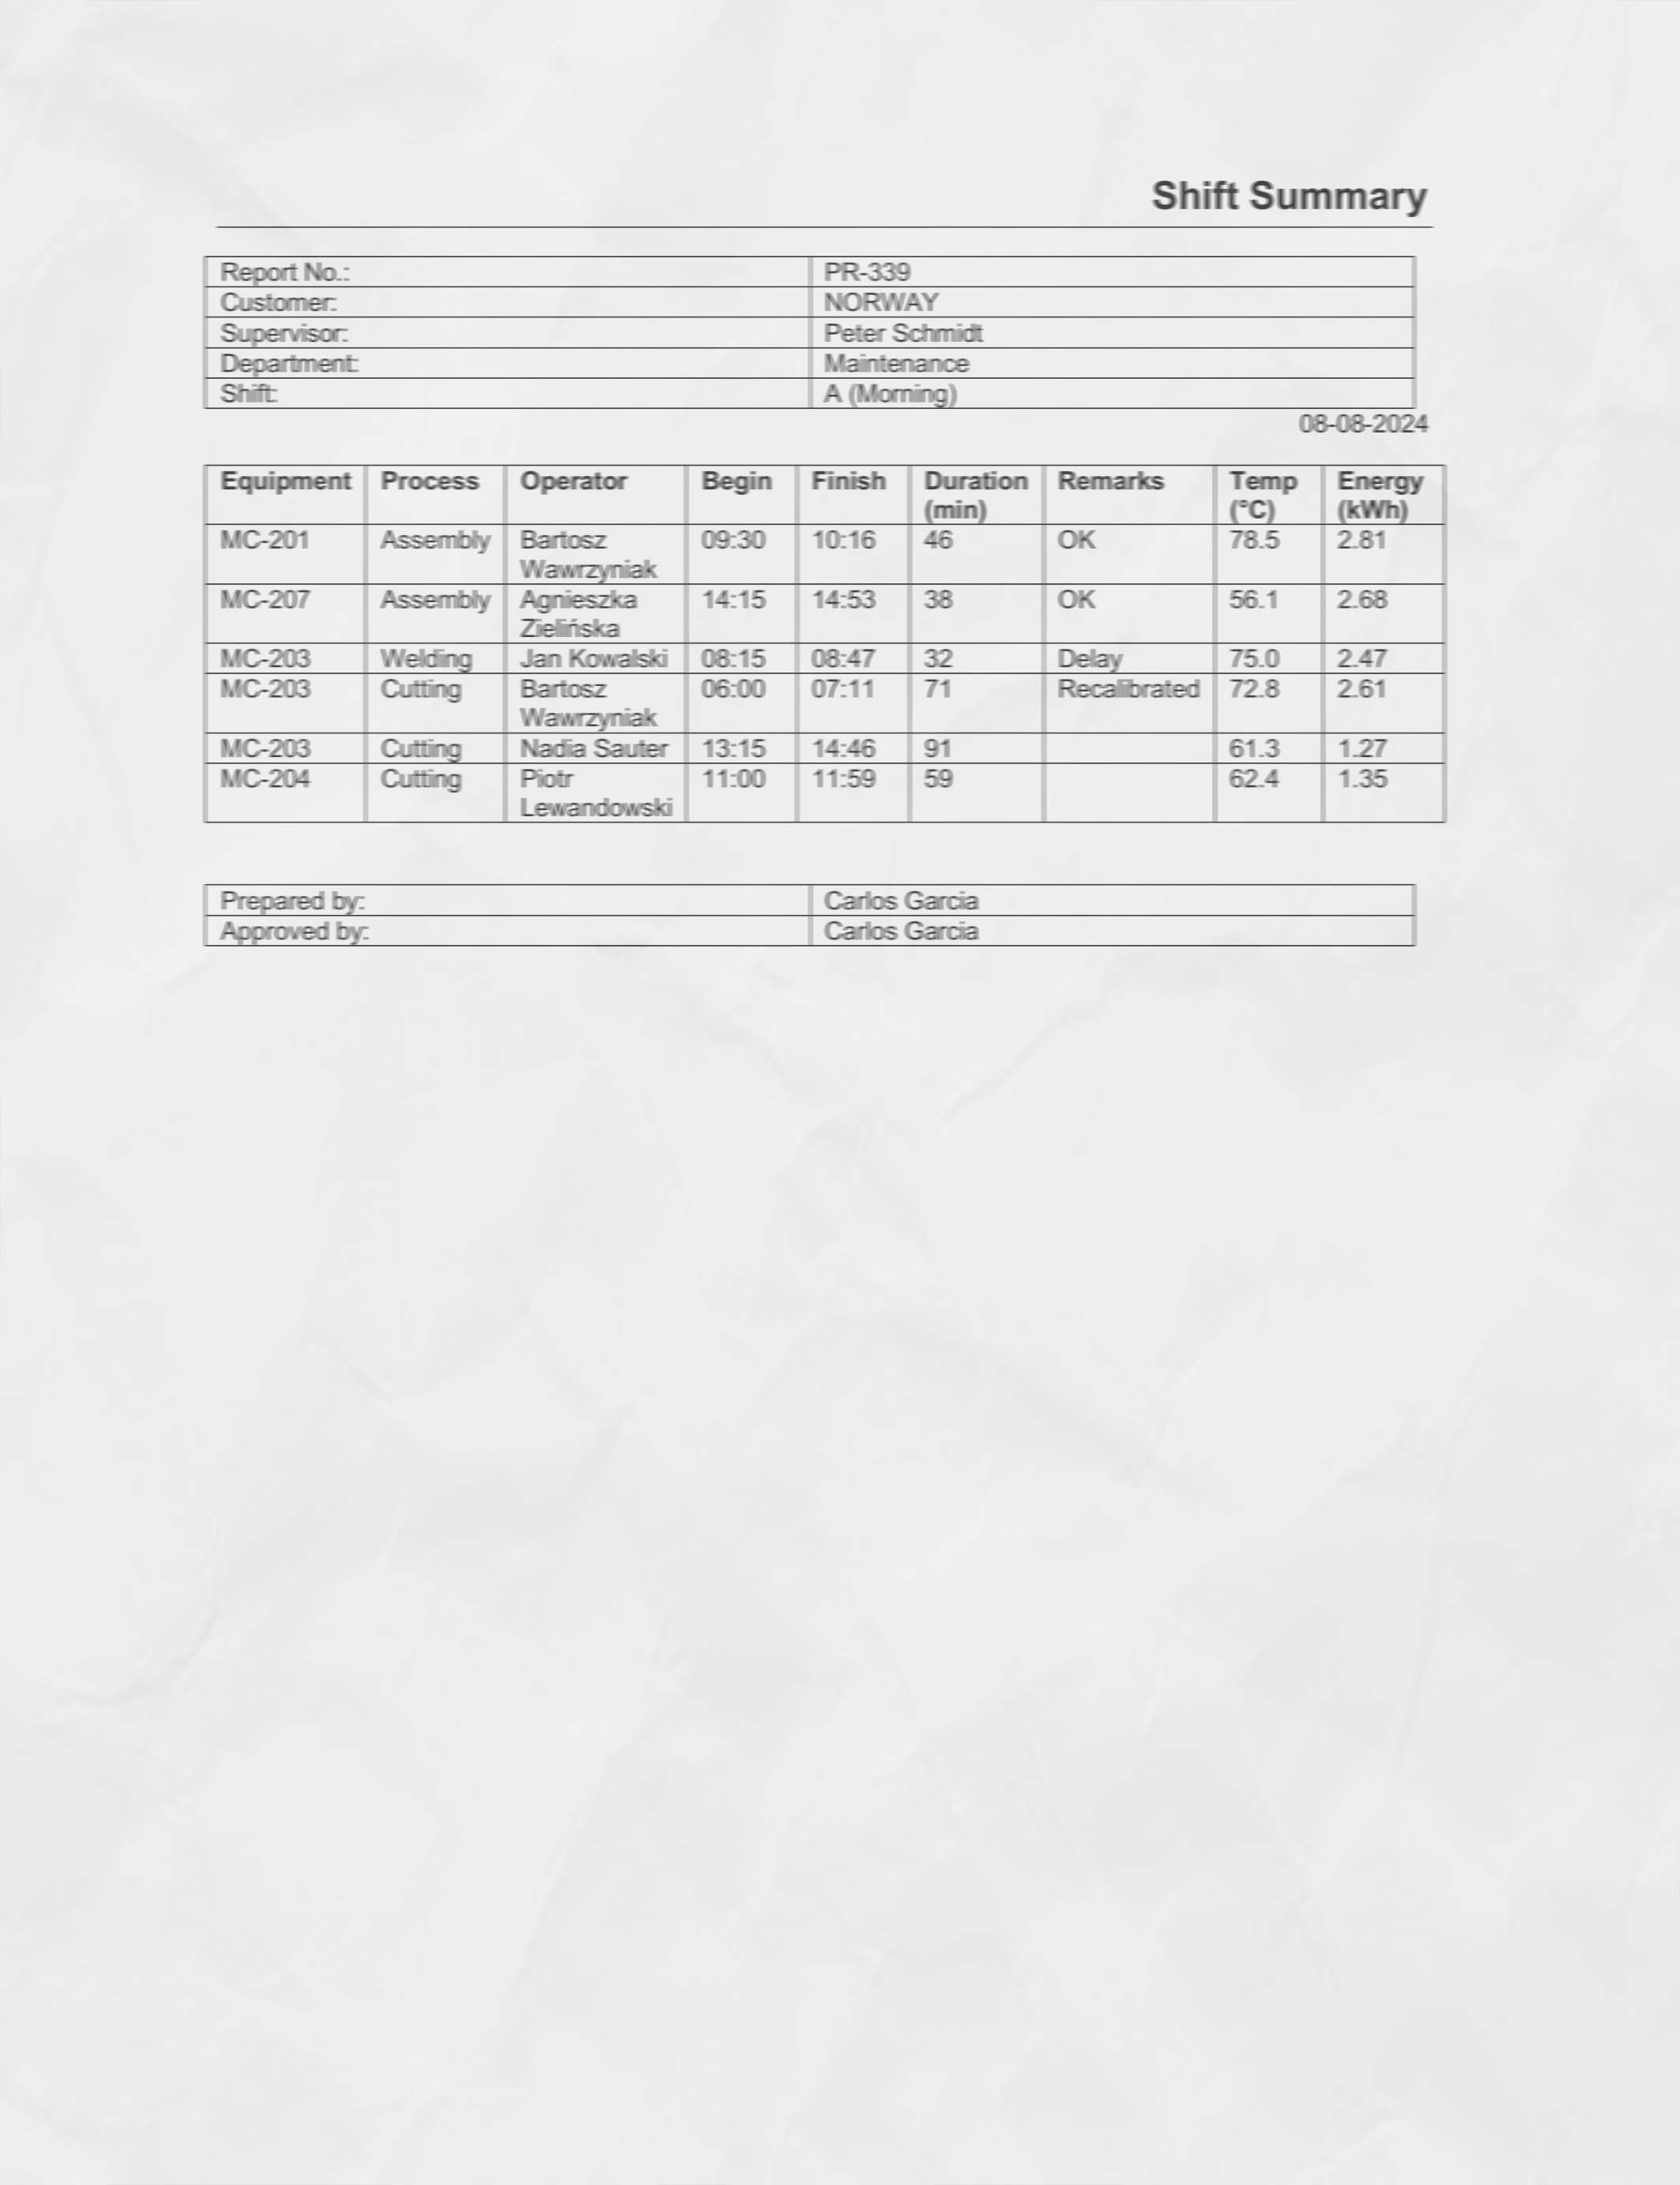 Shift Summary
Report No.: PR-339
Customer: NORWAY
Supervisor: Peter Schmidt
Department: Maintenance
Shift: A (Morning)
08-08-2024
Equipment Process Operator Begin Finish Duration (min) Remarks Temp (°C) Energy (kWh)
MC-201 Assembly Bartosz Wawrzyniak 09:30 10:16 46 OK 78.5 2.81
MC-207 Assembly Agnieszka Zielińska 14:15 14:53 38 OK 56.1 2.68
MC-203 Welding Jan Kowalski 08:15 08:47 32 Delay 75.0 2.47
MC-203 Cutting Bartosz Wawrzyniak 06:00 07:11 71 Recalibrated 72.8 2.61
MC-203 Cutting Nadia Sauter 13:15 14:46 91 61.3 1.27
MC-204 Cutting Piotr Lewandowski 11:00 11:59 59 62.4 1.35
Prepared by: Carlos Garcia
Approved by: Carlos Garcia